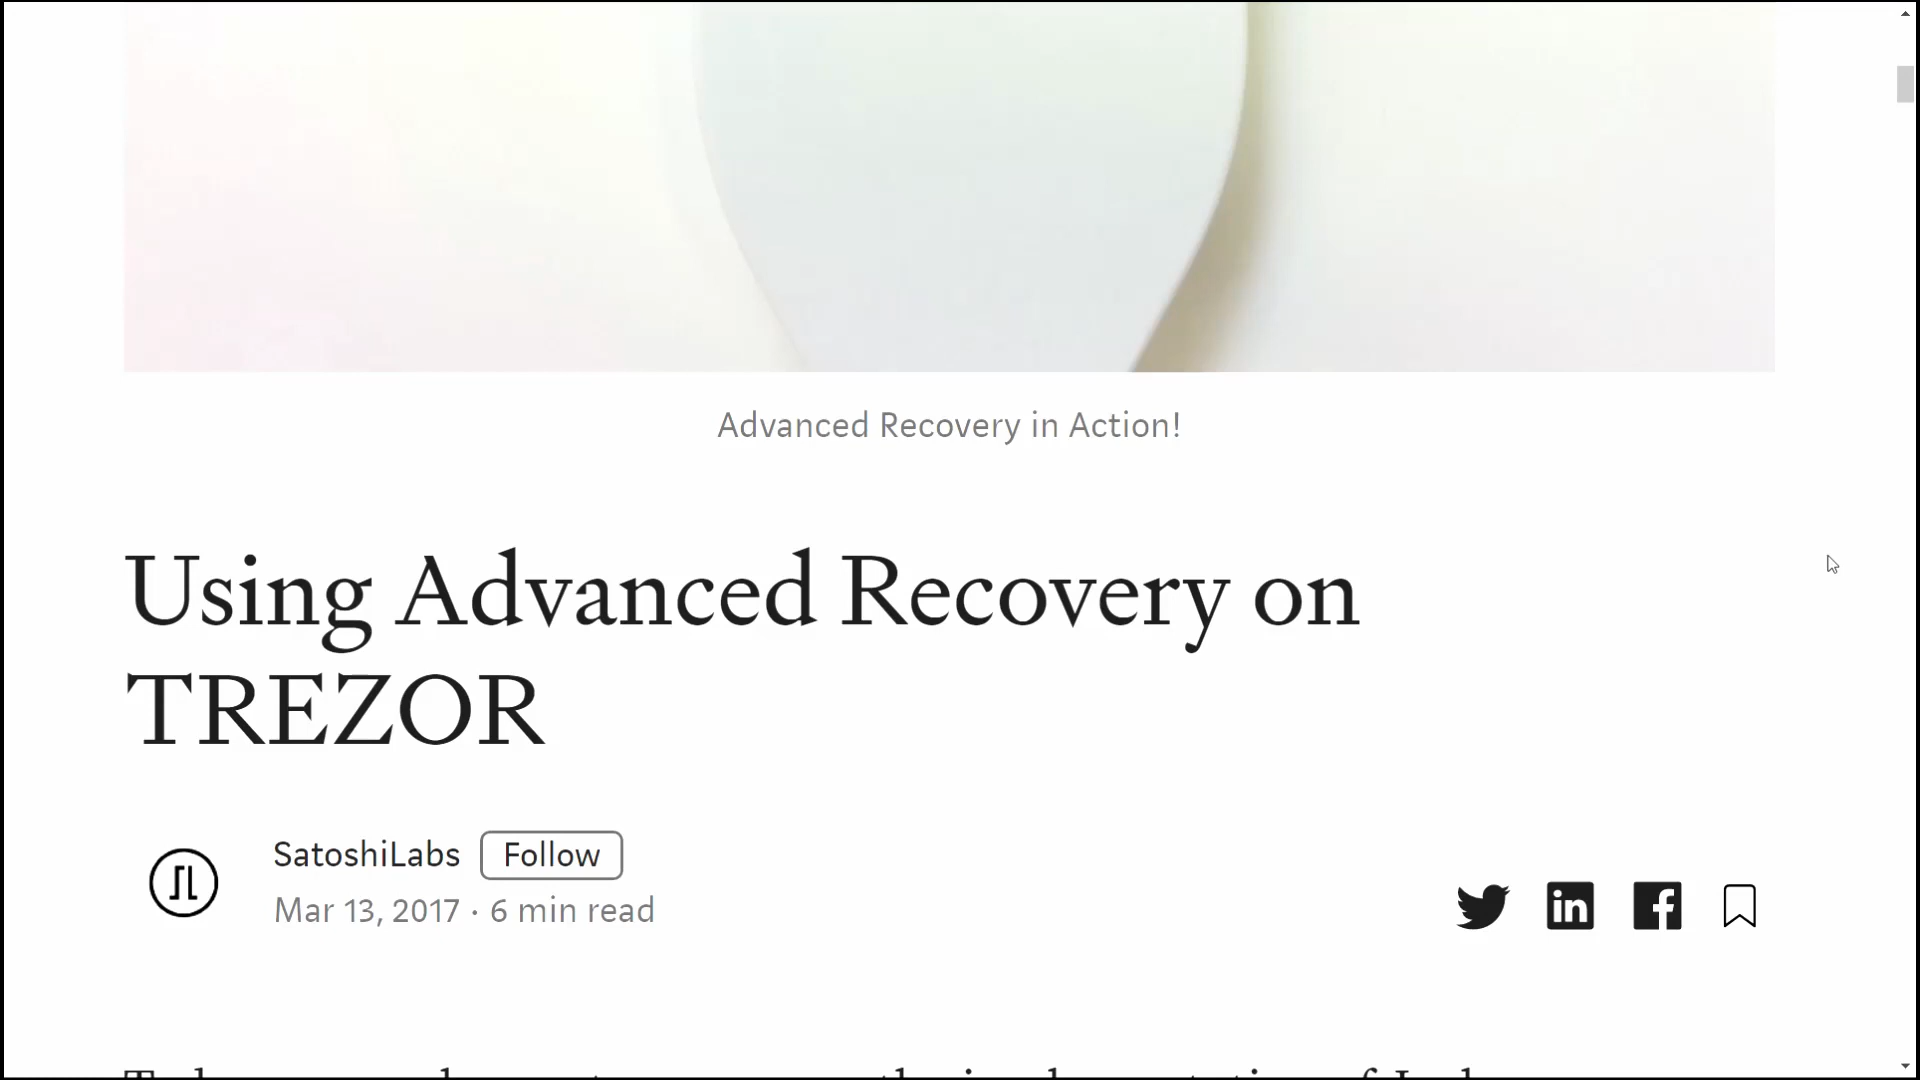 Advanced Recovery in Action!
Using Advanced Recovery on
TREZOR
SatoshiLabs Follow
Mar 13, 2017 · 6 min read